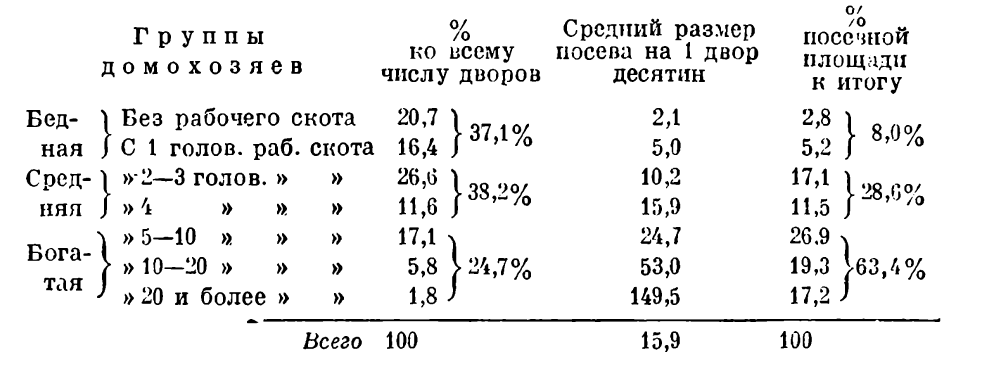 Группы домохозяев % ко всему числу дворов Средний размер посева на 1 двор десятин % посевной площади к итогу
Бедная Без рабочего скота 20,7 37,1% 2,1 2,8 8,0%
С 1 голов. раб. скота 16,4 5,0 5,2
Средняя » 2—3 голов. » » 26,6 38,2% 10,2 17,1 28,6%
» 4 » » » 11,6 15,9 11,5
Богатая » 5—10 » » » 17,1 24,7% 24,7 26.9 63,4%
» 10—20 » » » 5,8 53,0 19,3
» 20 и более » » 1,8 149,5 17,2
Всего 100 15,9 100